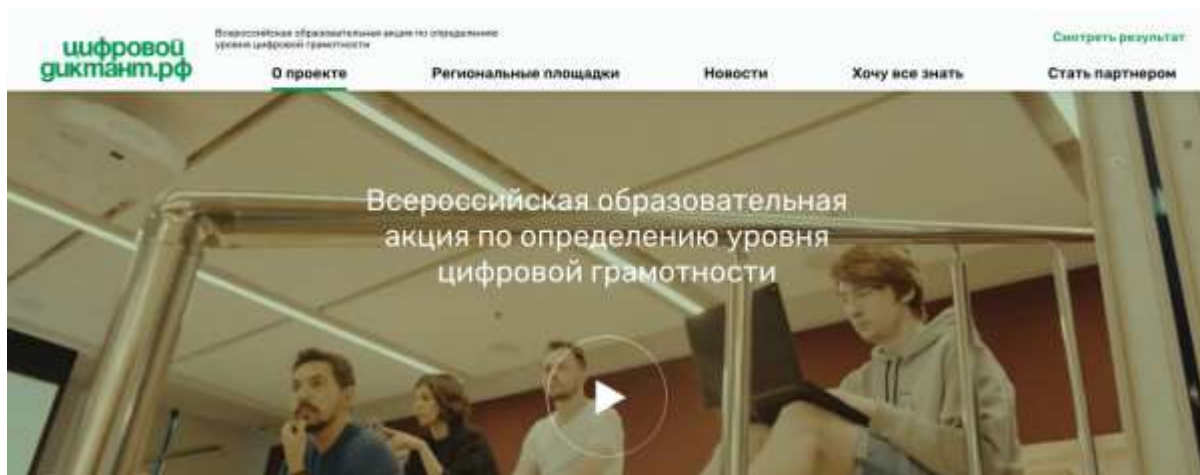 цифровой
диктант.рф
Всероссийская образовательная акция по определению
уровня цифровой грамотности
Смотреть результат
О проекте
Региональные площадки
Новости
Хочу все знать
Стать партнером
Всероссийская образовательная
акция по определению уровня
цифровой грамотности